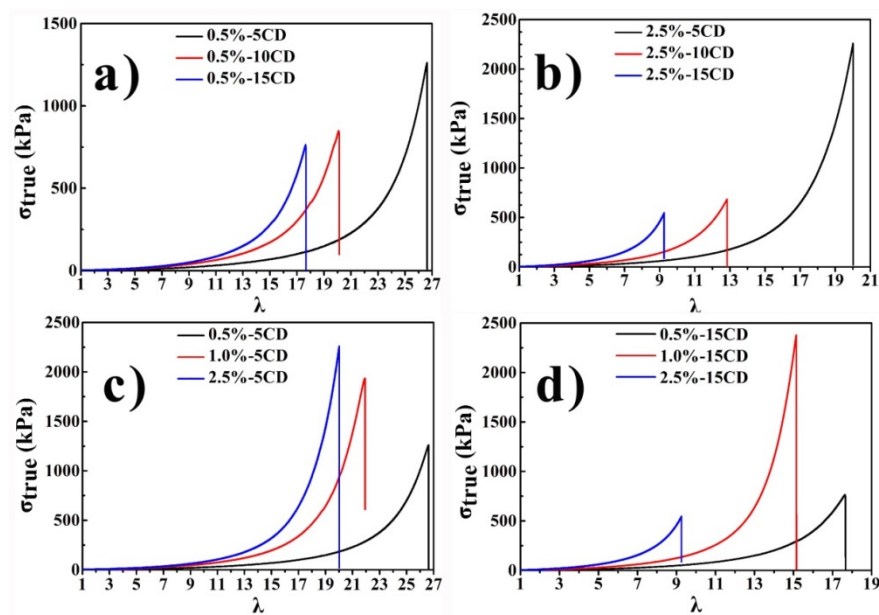 a)
0.5%-5CD
0.5%-10CD
0.5%-15CD
σtrue (kPa)
1500
1000
500
0
1 3 5 7 9 11 13 15 17 19 21 23 25 27
λ
b)
2.5%-5CD
2.5%-10CD
2.5%-15CD
σtrue (kPa)
2500
2000
1500
1000
500
0
1 3 5 7 9 11 13 15 17 19 21
λ
c)
0.5%-5CD
1.0%-5CD
2.5%-5CD
σtrue (kPa)
2500
2000
1500
1000
500
0
1 3 5 7 9 11 13 15 17 19 21 23 25 27
λ
d)
0.5%-15CD
1.0%-15CD
2.5%-15CD
σtrue (kPa)
2500
2000
1500
1000
500
0
1 3 5 7 9 11 13 15 17 19
λ